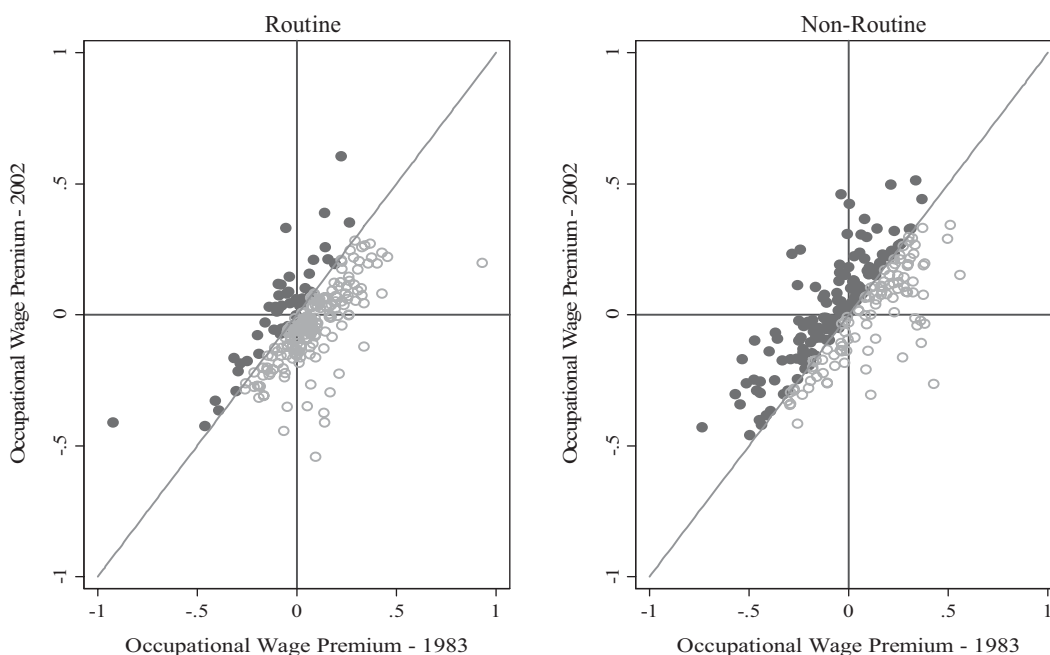 Routine
Occupational Wage Premium - 2002
1
.5
0
-.5
-1
-1 -.5 0 .5 1
Occupational Wage Premium - 1983
Non-Routine
Occupational Wage Premium - 2002
1
.5
0
-.5
-1
-1 -.5 0 .5 1
Occupational Wage Premium - 1983